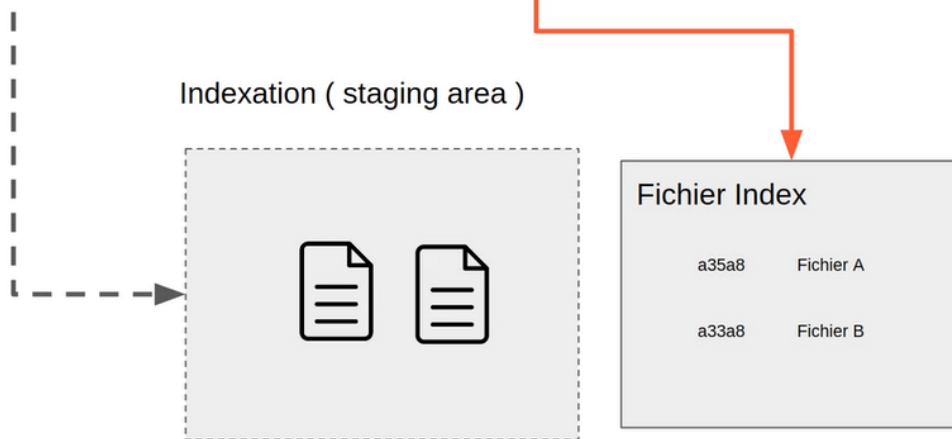 Indexation ( staging area )
Fichier Index
a35a8 Fichier A
a33a8 Fichier B